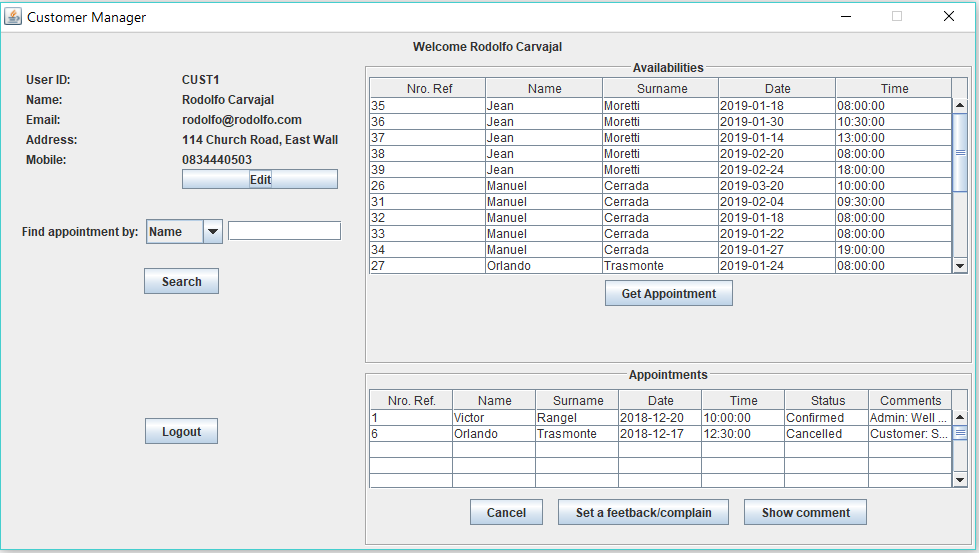 Customer Manager
Welcome Rodolfo Carvajal
User ID: CUST1
Name: Rodolfo Carvajal
Email: rodolfo@rodolfo.com
Address: 114 Church Road, East Wall
Mobile: 0834440503
Edit
Find appointment by: Name
Search
Logout
Availabilities
Nro. Ref Name Surname Date Time
35 Jean Moretti 2019-01-18 08:00:00
36 Jean Moretti 2019-01-30 10:30:00
37 Jean Moretti 2019-01-14 13:00:00
38 Jean Moretti 2019-02-20 08:00:00
39 Jean Moretti 2019-02-24 18:00:00
26 Manuel Cerrada 2019-03-20 10:00:00
31 Manuel Cerrada 2019-02-04 09:30:00
32 Manuel Cerrada 2019-01-18 08:00:00
33 Manuel Cerrada 2019-01-22 08:00:00
34 Manuel Cerrada 2019-01-27 19:00:00
27 Orlando Trasmonte 2019-01-24 08:00:00
Get Appointment
Appointments
Nro. Ref. Name Surname Date Time Status Comments
1 Victor Rangel 2018-12-20 10:00:00 Confirmed Admin: Well ...
6 Orlando Trasmonte 2018-12-17 12:30:00 Cancelled Customer: S...
Cancel Set a feetback/complain Show comment